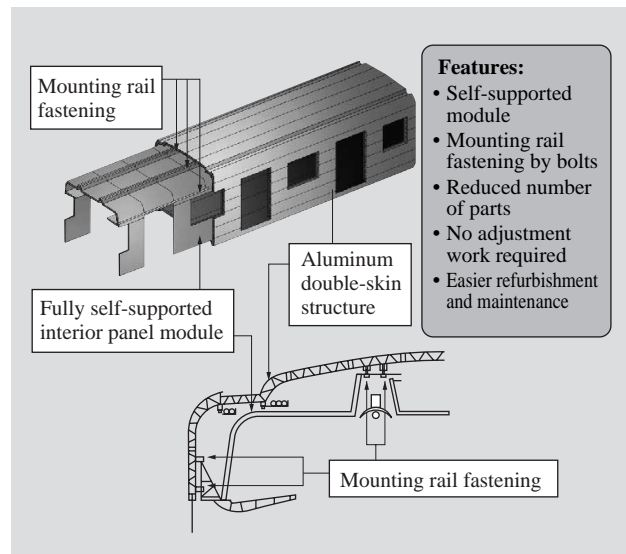 Mounting rail
fastening
Features:
• Self-supported
module
• Mounting rail
fastening by bolts
• Reduced number
of parts
• No adjustment
work required
• Easier refurbishment
and maintenance
Aluminum
double-skin
structure
Fully self-supported
interior panel module
Mounting rail fastening